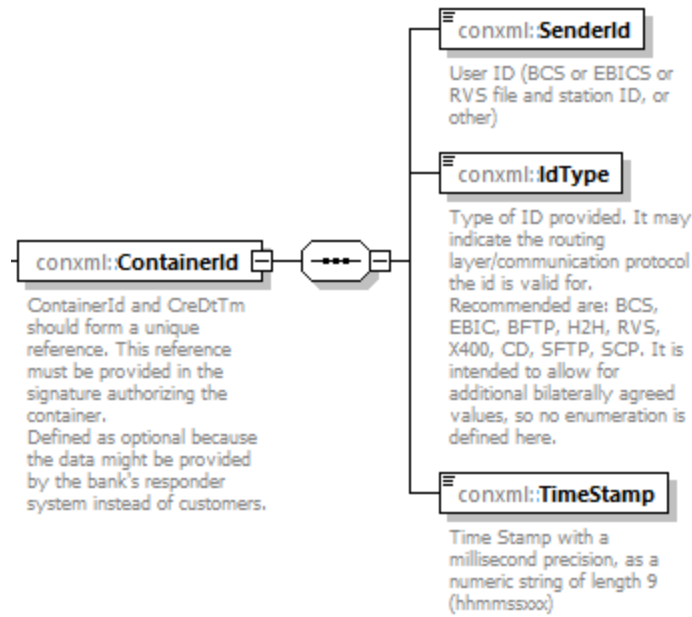 conxml::SenderId
User ID (BCS or EBICS or
RVS file and station ID, or
other)
conxml::IdType
Type of ID provided. It may
indicate the routing
layer/communication protocol
the id is valid for.
Recommended are: BCS,
EBIC, BFTP, H2H, RVS,
X400, CD, SFTP, SCP. It is
intended to allow for
additional bilaterally agreed
values, so no enumeration is
defined here.
conxml::ContainerId
ContainerId and CreDtTm
should form a unique
reference. This reference
must be provided in the
signature authorizing the
container.
Defined as optional because
the data might be provided
by the bank's responder
system instead of customers.
conxml::TimeStamp
Time Stamp with a
millisecond precision, as a
numeric string of length 9
(hhmmssxxx)